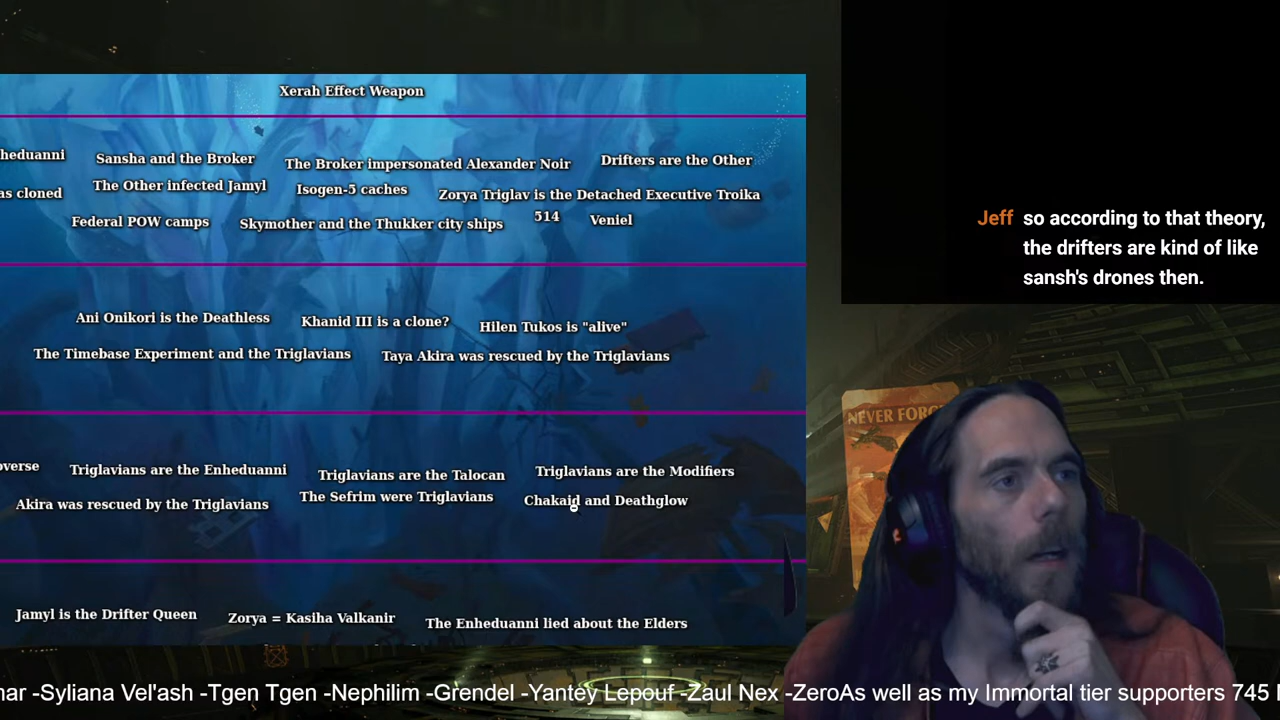 Xerah Effect Weapon
heduanni
Sansha and the Broker
The Broker impersonated Alexander Noir
Drifters are the Other
as cloned
The Other infected Jamyl
Isogen-5 caches
Zorya Triglav is the Detached Executive Troika
Federal POW camps
Skymother and the Thukker city ships
514
Veniel
Ani Onikori is the Deathless
Khanid III is a clone?
Hilen Tukos is "alive"
The Timebase Experiment and the Triglavians
Taya Akira was rescued by the Triglavians
overse
Triglavians are the Enheduanni
Triglavians are the Talocan
Triglavians are the Modifiers
Akira was rescued by the Triglavians
The Sefrim were Triglavians
Chakaid and Deathglow
Jamyl is the Drifter Queen
Zorya = Kasiha Valkanir
The Enheduanni lied about the Elders
Jeff so according to that theory,
the drifters are kind of like
sansh's drones then.
NEVER FORG
nar -Syliana Vel'ash -Tgen Tgen -Nephilim -Grendel -Yantey Lepouf -Zaul Nex -ZeroAs well as my Immortal tier supporters 745